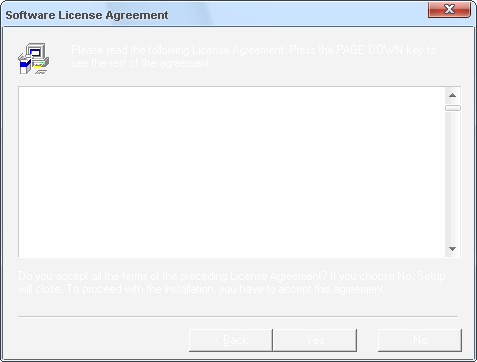 Software License Agreement
Please read the following License Agreement. Press the PAGE DOWN key to
see the rest of the agreement.
Do you accept all the terms of the preceding License Agreement? If you choose No, Setup
will close. To proceed with the installation, you have to accept this agreement.
< Back
Yes
No